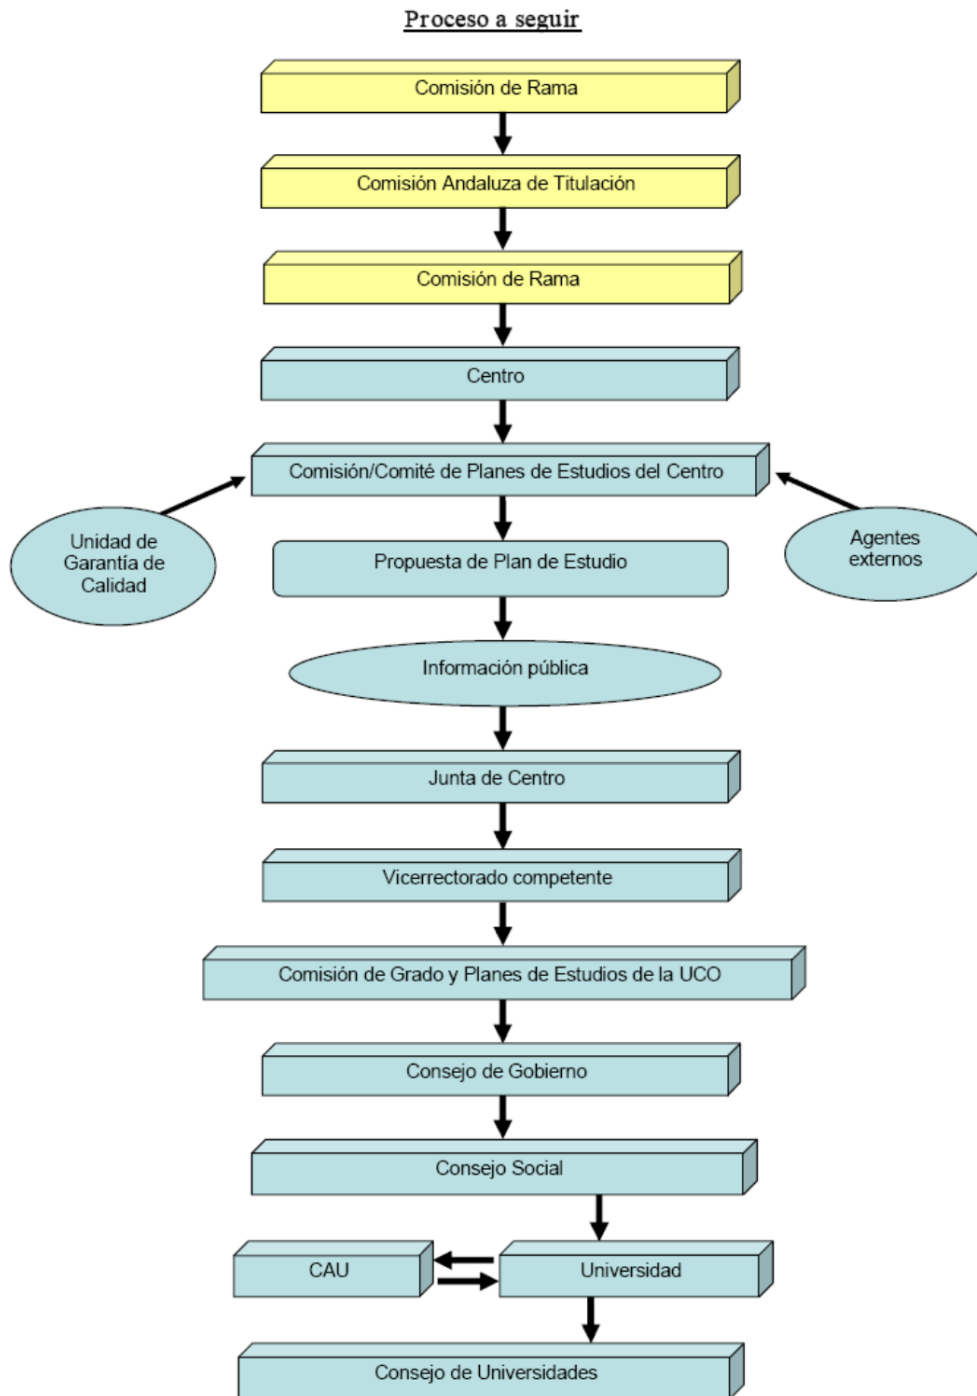 Proceso a seguir
Comisión de Rama
Comisión Andaluza de Titulación
Comisión de Rama
Centro
Comisión/Comité de Planes de Estudios del Centro
Unidad de
Garantía de
Calidad
Agentes
externos
Propuesta de Plan de Estudio
Información pública
Junta de Centro
Vicerrectorado competente
Comisión de Grado y Planes de Estudios de la UCO
Consejo de Gobierno
Consejo Social
CAU
Universidad
Consejo de Universidades